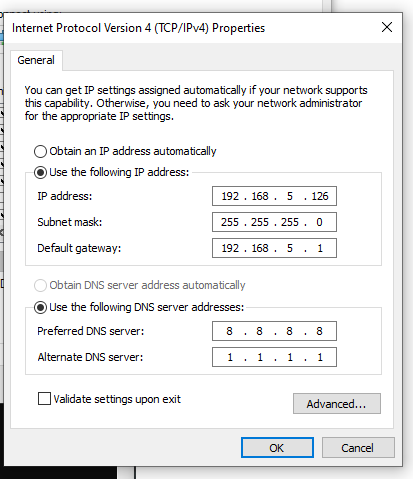 Internet Protocol Version 4 (TCP/IPv4) Properties
General
You can get IP settings assigned automatically if your network supports
this capability. Otherwise, you need to ask your network administrator
for the appropriate IP settings.
Obtain an IP address automatically
Use the following IP address:
IP address: 192 . 168 . 5 . 126
Subnet mask: 255 . 255 . 255 . 0
Default gateway: 192 . 168 . 5 . 1
Obtain DNS server address automatically
Use the following DNS server addresses:
Preferred DNS server: 8 . 8 . 8 . 8
Alternate DNS server: 1 . 1 . 1 . 1
Validate settings upon exit
Advanced...
OK Cancel